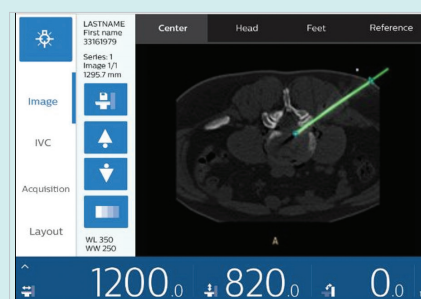 LASTNAME
First name
33161979
Series: 1
Image 1/1
1295.7 mm
Image
IVC
Acquisition
Layout
WL 350
WW 250
Center Head Feet Reference
A
1200.0 820.0 0.0